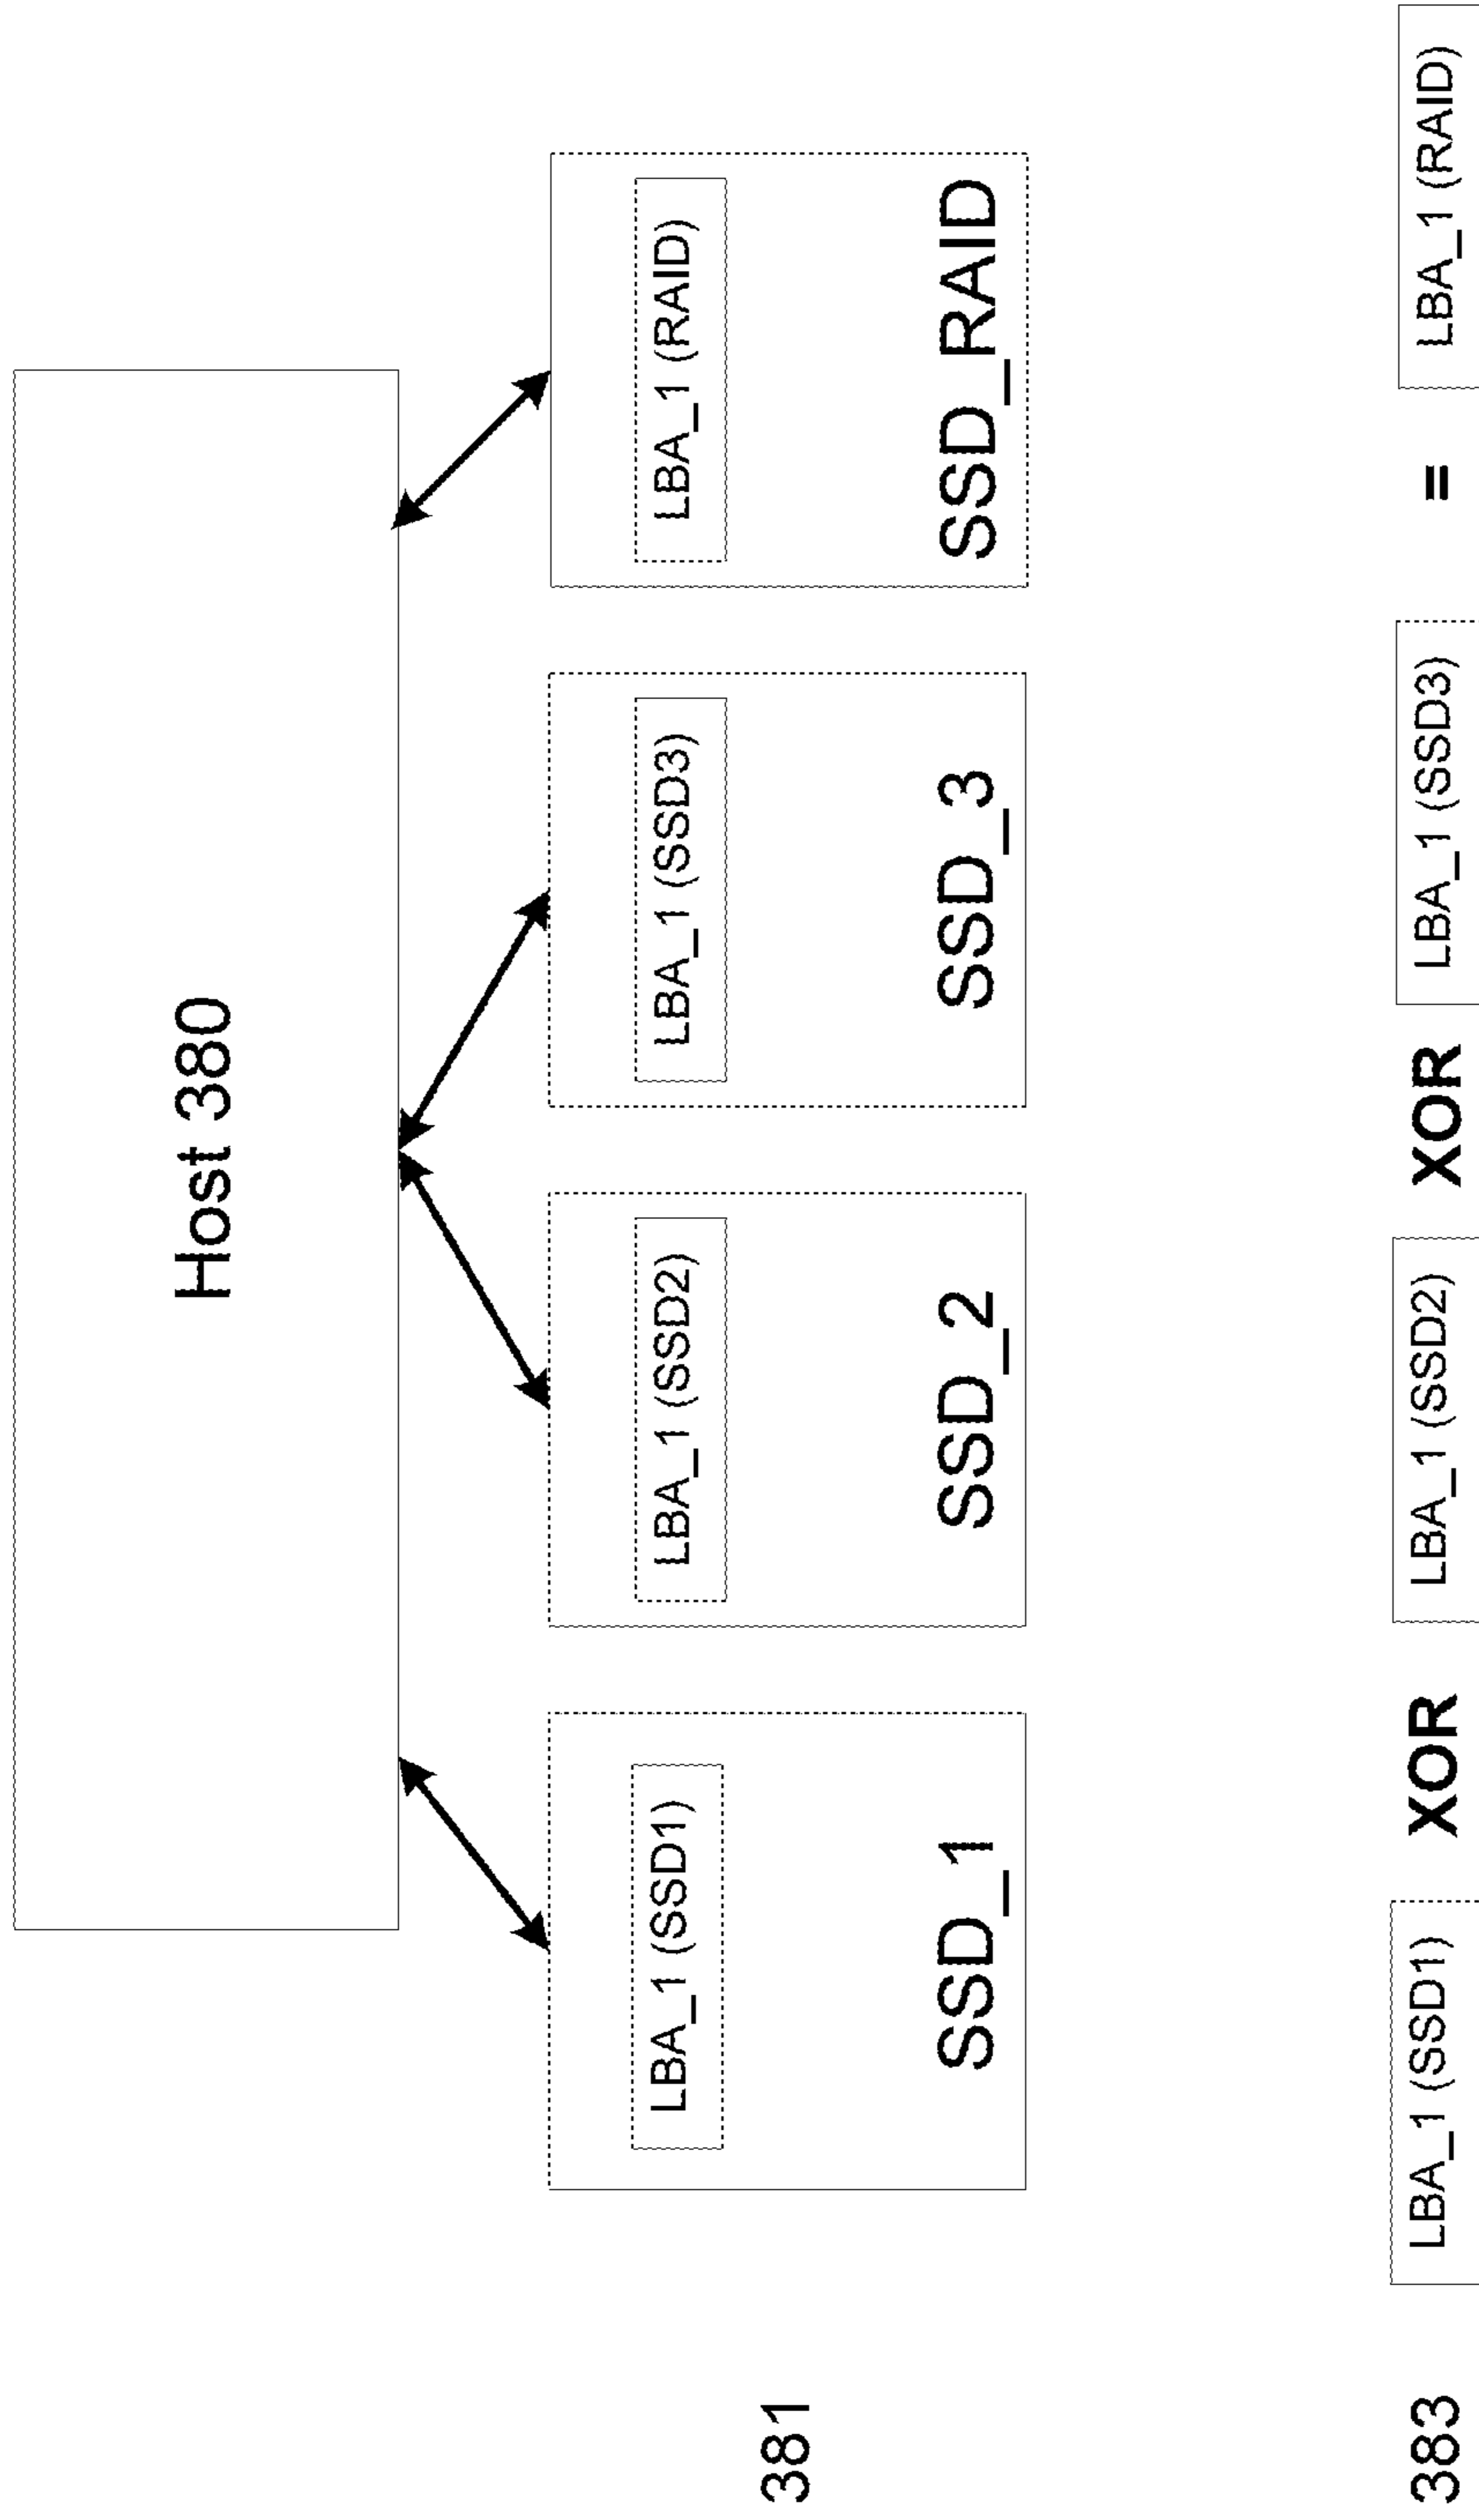 Host 380
381
LBA_1 (SSD1)
LBA_1 (SSD2)
LBA_1 (SSD3)
LBA_1 (RAID)
SSD_1
SSD_2
SSD_3
SSD_RAID
383
LBA_1 (SSD1) XOR LBA_1 (SSD2) XOR LBA_1 (SSD3) = LBA_1 (RAID)